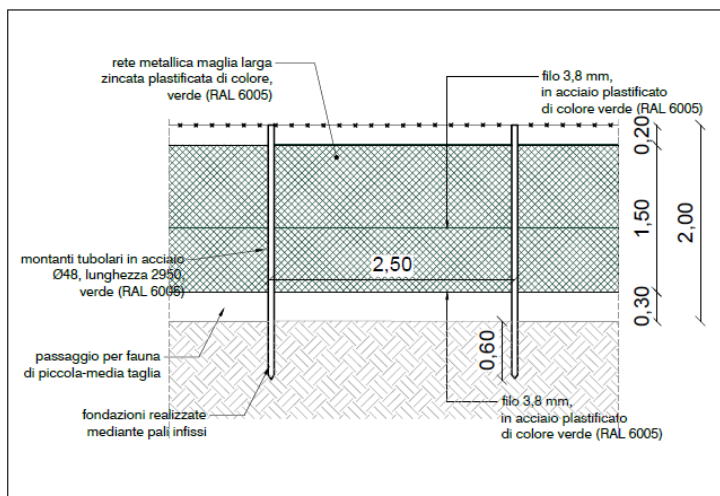 rete metallica maglia larga
zincata plastificata di colore,
verde (RAL 6005)
filo 3,8 mm,
in acciaio plastificato
di colore verde (RAL 6005)
0,20
1,50
2,00
0,30
montanti tubolari in acciaio
Ø48, lunghezza 2950,
verde (RAL 6005)
2,50
0,60
passaggio per fauna
di piccola-media taglia
fondazioni realizzate
mediante pali infissi
filo 3,8 mm,
in acciaio plastificato
di colore verde (RAL 6005)